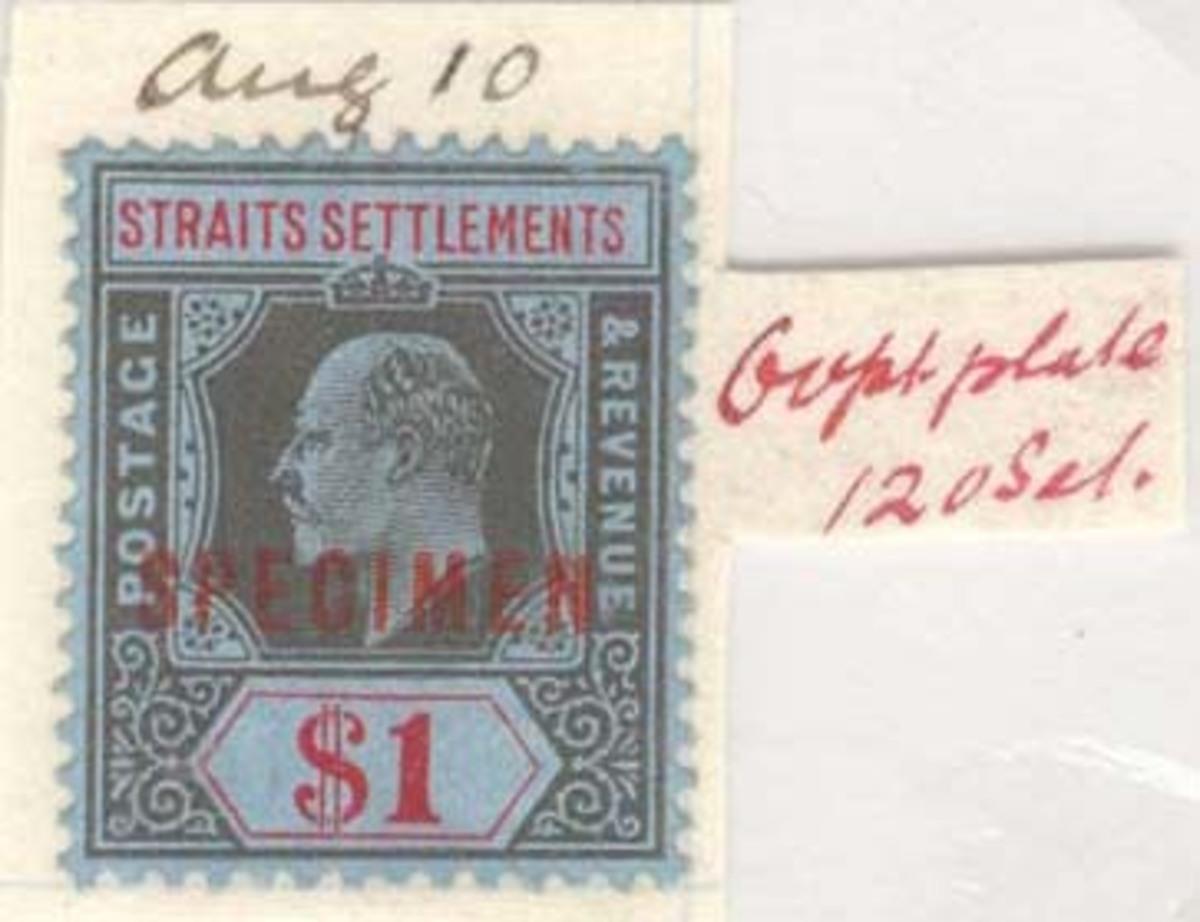 Aug 10
STRAITS SETTLEMENTS
POSTAGE
& REVENUE
SPECIMEN
$1
Ovpt. plate
120 Set.